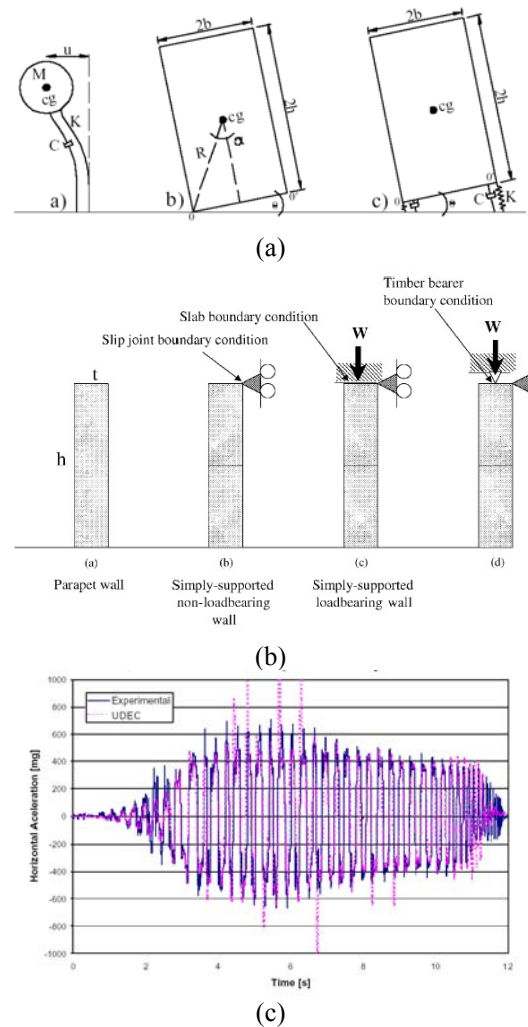 2b
2b
u
M
cg
K
C
cg
R
α
2h
cg
2h
0
0'
θ
0
0'
θ
C
K
a)
b)
c)
(a)
Timber bearer
boundary condition
Slab boundary condition
Slip joint boundary condition
W
W
t
h
(a)
(b)
(c)
(d)
Parapet wall
Simply-supported
non-loadbearing
wall
Simply-supported
loadbearing wall
(b)
1000
800
600
400
200
0
-200
-400
-600
-800
-1000
Experimental
UDEC
Horizontal Aceleration [mg]
0
2
4
6
8
10
12
Time [s]
(c)